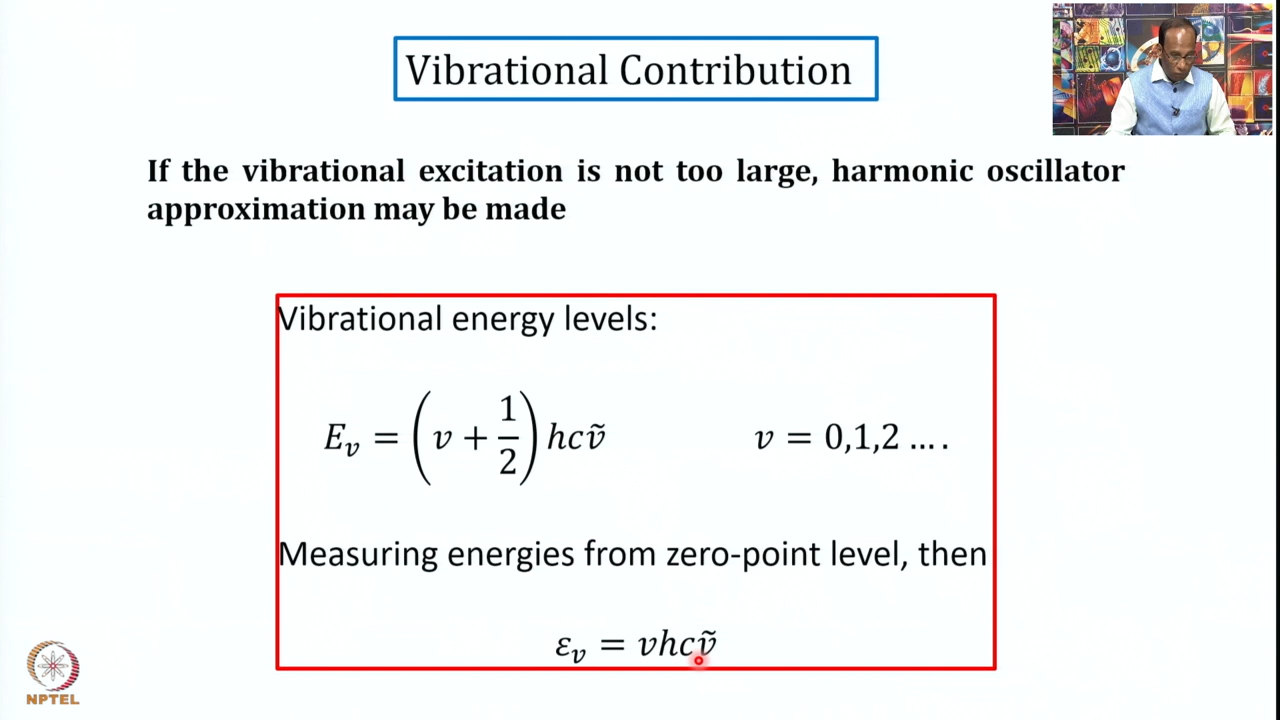 Vibrational Contribution
If the vibrational excitation is not too large, harmonic oscillator
approximation may be made
Vibrational energy levels:
E_v = (v + 1/2) hcṽ   v = 0,1,2 ... .
Measuring energies from zero-point level, then
ε_v = vhcṽ
NPTEL